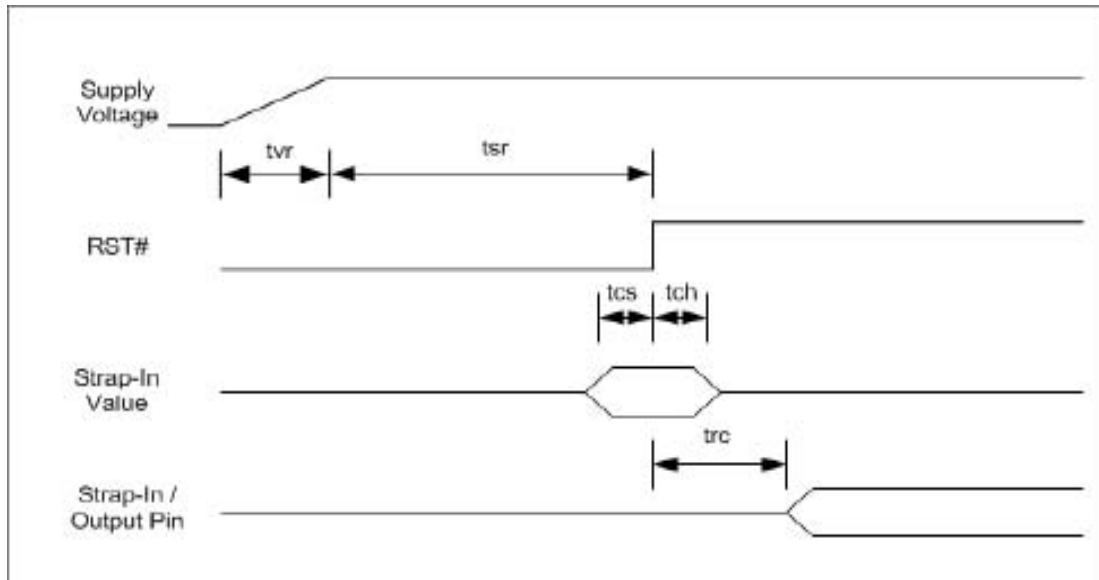 Supply
Voltage
tvr
tsr
RST#
tcs
tch
Strap-In
Value
trc
Strap-In /
Output Pin